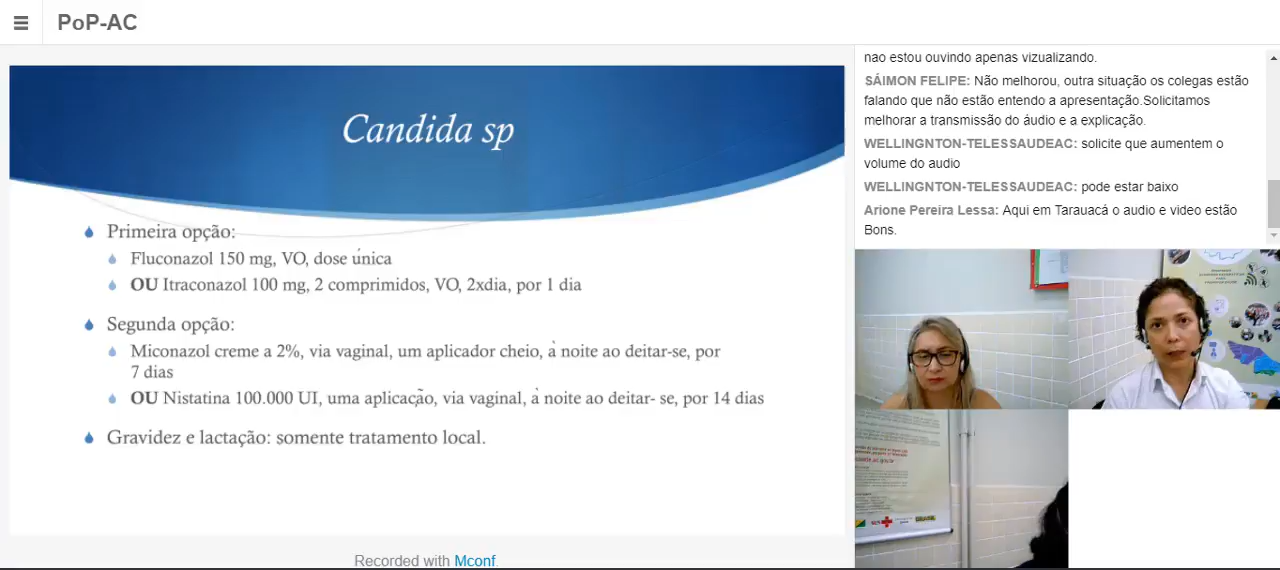 PoP-AC
Candida sp
Primeira opção:
Fluconazol 150 mg, VO, dose única
OU Itraconazol 100 mg, 2 comprimidos, VO, 2xdia, por 1 dia
Segunda opção:
Miconazol creme a 2%, via vaginal, um aplicador cheio, à noite ao deitar-se, por
7 dias
OU Nistatina 100.000 UI, uma aplicação, via vaginal, à noite ao deitar- se, por 14 dias
Gravidez e lactação: somente tratamento local.
Recorded with Mconf.
nao estou ouvindo apenas vizualizando.
SÁIMON FELIPE: Não melhorou, outra situação os colegas estão
falando que não estão entendo a apresentação.Solicitamos
melhorar a transmissão do áudio e a explicação.
WELLINGNTON-TELESSAUDEAC: solicite que aumentem o
volume do audio
WELLINGNTON-TELESSAUDEAC: pode estar baixo
Arione Pereira Lessa: Aqui em Tarauacá o audio e video estão
Bons.
SUS
BRASIL